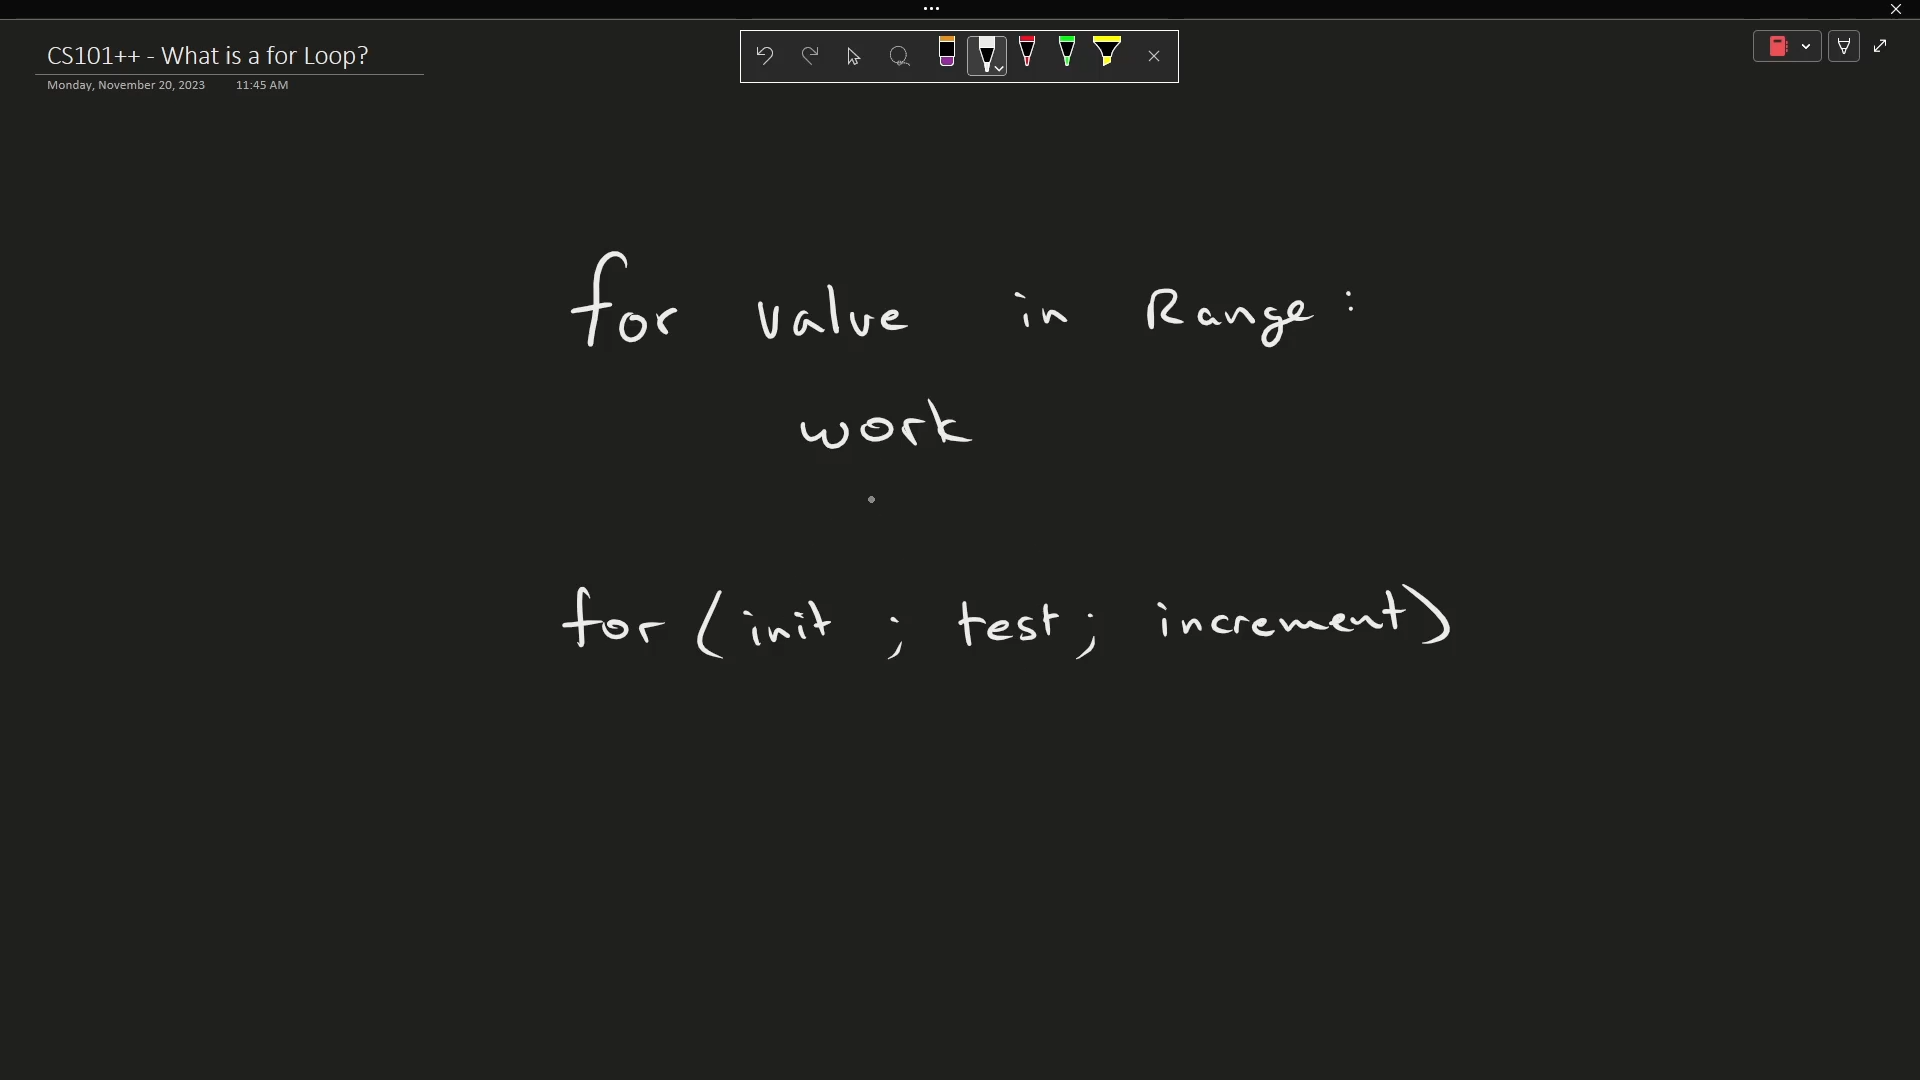 CS101++ - What is a for Loop?
Monday, November 20, 2023 11:45 AM
for value in Range:
work
for (init ; test ; increment)